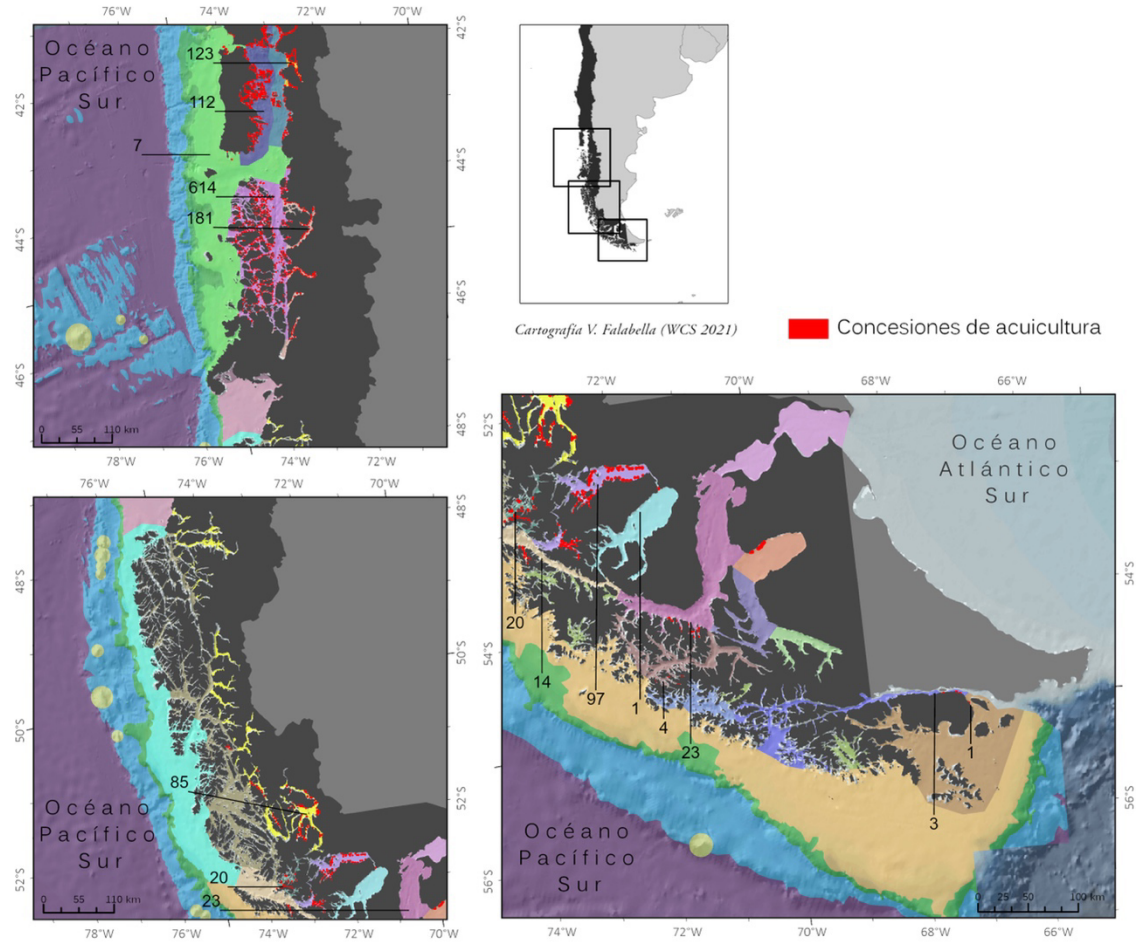 76°W 74°W 72°W 70°W
Océano
Pacífico
Sur
123
112
7
614
181
42°S
44°S
42°S
44°S
46°S
48°S
46°S
48°S
0 55 110 km
78°W 76°W 74°W 72°W
Cartografía V. Falabella (WCS 2021)
Concesiones de acuicultura
76°W 74°W 72°W 70°W
48°S
50°S
52°S
48°S
50°S
52°S
85
20
23
Océano
Pacífico
Sur
0 55 110 km
78°W 76°W 74°W 72°W 70°W
72°W 70°W 68°W 66°W
52°S
54°S
56°S
54°S
56°S
Océano
Atlántico
Sur
20
14
97
1
4
23
1
3
Océano
Pacífico
Sur
0 25 50 100 km
74°W 72°W 70°W 68°W 66°W